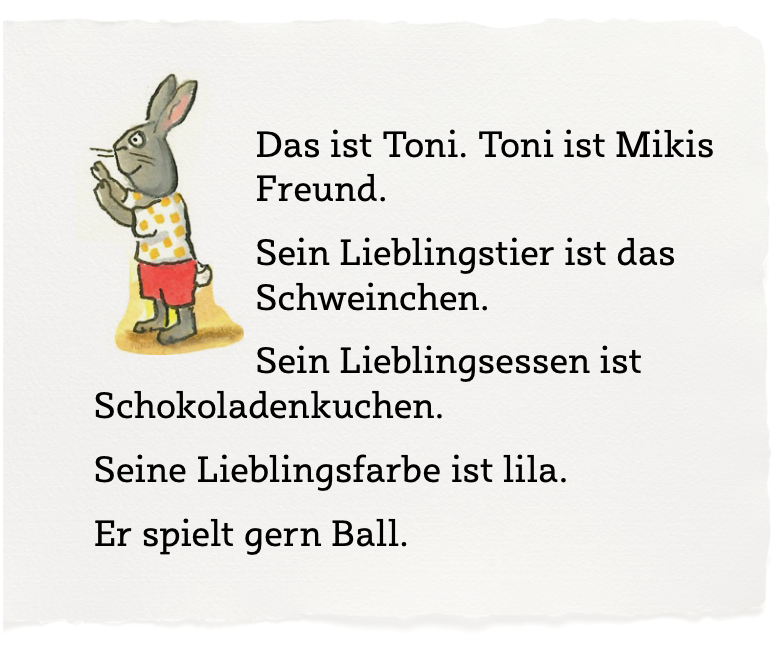 Das ist Toni. Toni ist Mikis
Freund.
Sein Lieblingstier ist das
Schweinchen.
Sein Lieblingsessen ist
Schokoladenkuchen.
Seine Lieblingsfarbe ist lila.
Er spielt gern Ball.